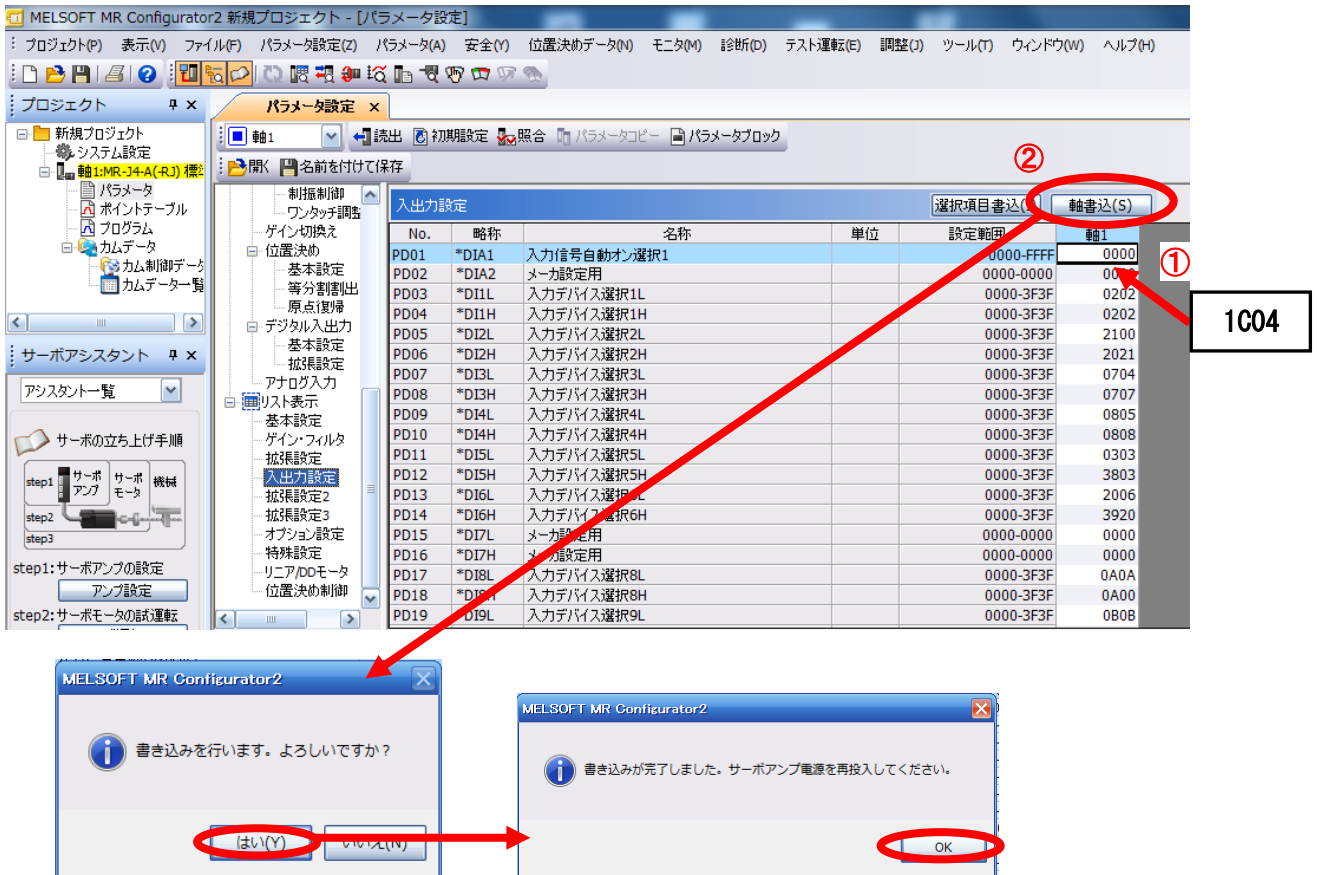 MELSOFT MR Configurator2 新規プロジェクト - [パラメータ設定]
プロジェクト(P) 表示(V) ファイル(F) パラメータ設定(Z) パラメータ(A) 安全(Y) 位置決めデータ(N) モニタ(M) 診断(D) テスト運転(E) 調整(J) ツール(T) ウィンドウ(W) ヘルプ(H)
プロジェクト
新規プロジェクト
システム設定
軸1:MR-J4-A(-RJ) 標準
パラメータ
ポイントテーブル
プログラム
カムデータ
カム制御データ
カムデータ一覧
サーボアシスタント
アシスタント一覧
サーボの立ち上げ手順
step1
サーボアンプ
サーボモータ
機械
step2
step3
step1:サーボアンプの設定
アンプ設定
step2:サーボモータの試運転
パラメータ設定 ×
軸1 読出 初期設定 照合 パラメータコピー パラメータブロック
開く 名前を付けて保存
制振制御
ワンタッチ調整
ゲイン切換え
位置決め
基本設定
等分割割出
原点復帰
デジタル入出力
基本設定
拡張設定
アナログ入力
リスト表示
基本設定
ゲイン・フィルタ
拡張設定
入出力設定
拡張設定2
拡張設定3
オプション設定
特殊設定
リニア/DDモータ
位置決め制御
②
入出力設定 選択項目書込( 軸書込(S)
No. 略称 名称 単位 設定範囲 軸1
PD01 *DIA1 入力信号自動オン選択1 0000-FFFF 0000
PD02 *DIA2 メーカ設定用 0000-0000 0000
PD03 *DI1L 入力デバイス選択1L 0000-3F3F 0202
PD04 *DI1H 入力デバイス選択1H 0000-3F3F 0202
PD05 *DI2L 入力デバイス選択2L 0000-3F3F 2100
PD06 *DI2H 入力デバイス選択2H 0000-3F3F 2021
PD07 *DI3L 入力デバイス選択3L 0000-3F3F 0704
PD08 *DI3H 入力デバイス選択3H 0000-3F3F 0707
PD09 *DI4L 入力デバイス選択4L 0000-3F3F 0805
PD10 *DI4H 入力デバイス選択4H 0000-3F3F 0808
PD11 *DI5L 入力デバイス選択5L 0000-3F3F 0303
PD12 *DI5H 入力デバイス選択5H 0000-3F3F 3803
PD13 *DI6L 入力デバイス選択6L 0000-3F3F 2006
PD14 *DI6H 入力デバイス選択6H 0000-3F3F 3920
PD15 *DI7L メーカ設定用 0000-0000 0000
PD16 *DI7H メーカ設定用 0000-0000 0000
PD17 *DI8L 入力デバイス選択8L 0000-3F3F 0A0A
PD18 *DI8H 入力デバイス選択8H 0000-3F3F 0A00
PD19 *DI9L 入力デバイス選択9L 0000-3F3F 0B0B
①
1C04
MELSOFT MR Configurator2
書き込みを行います。よろしいですか？
はい(Y) いいえ(N)
MELSOFT MR Configurator2
書き込みが完了しました。サーボアンプ電源を再投入してください。
OK